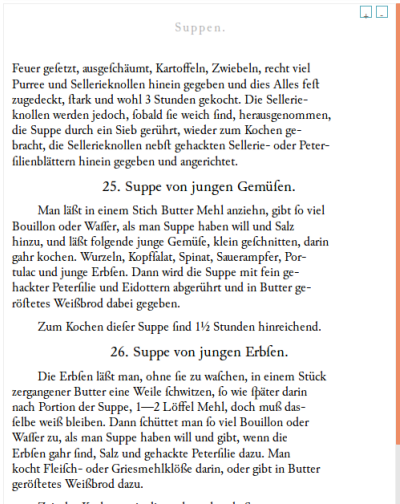 Suppen.
Feuer geſetzt, ausgeſchäumt, Kartoffeln, Zwiebeln, recht viel
Purree und Sellerieknollen hinein gegeben und dies Alles feſt
zugedeckt, ſtark und wohl 3 Stunden gekocht. Die Sellerie-
knollen werden jedoch, ſobald ſie weich ſind, herausgenommen,
die Suppe durch ein Sieb gerührt, wieder zum Kochen ge-
bracht, die Sellerieknollen nebſt gehackten Sellerie- oder Peter-
ſilienblättern hinein gegeben und angerichtet.
25. Suppe von jungen Gemüſen.
Man läßt in einem Stich Butter Mehl anziehn, gibt ſo viel
Bouillon oder Waſſer, als man Suppe haben will und Salz
hinzu, und läßt folgende junge Gemüſe, klein geſchnitten, darin
gahr kochen. Wurzeln, Kopfſalat, Spinat, Sauerampfer, Por-
tulac und junge Erbſen. Dann wird die Suppe mit fein ge-
hackter Peterſilie und Eidottern abgerührt und in Butter ge-
röſtetes Weißbrod dabei gegeben.
Zum Kochen dieſer Suppe ſind 1½ Stunden hinreichend.
26. Suppe von jungen Erbſen.
Die Erbſen läßt man, ohne ſie zu waſchen, in einem Stück
zergangener Butter eine Weile ſchwitzen, ſo wie ſpäter darin
nach Portion der Suppe, 1—2 Löffel Mehl, doch muß das-
ſelbe weiß bleiben. Dann ſchüttet man ſo viel Bouillon oder
Waſſer zu, als man Suppe haben will und gibt, wenn die
Erbſen gahr ſind, Salz und gehackte Peterſilie dazu. Man
kocht Fleiſch- oder Griesmehlklöße darin, oder gibt in Butter
geröſtetes Weißbrod dazu.